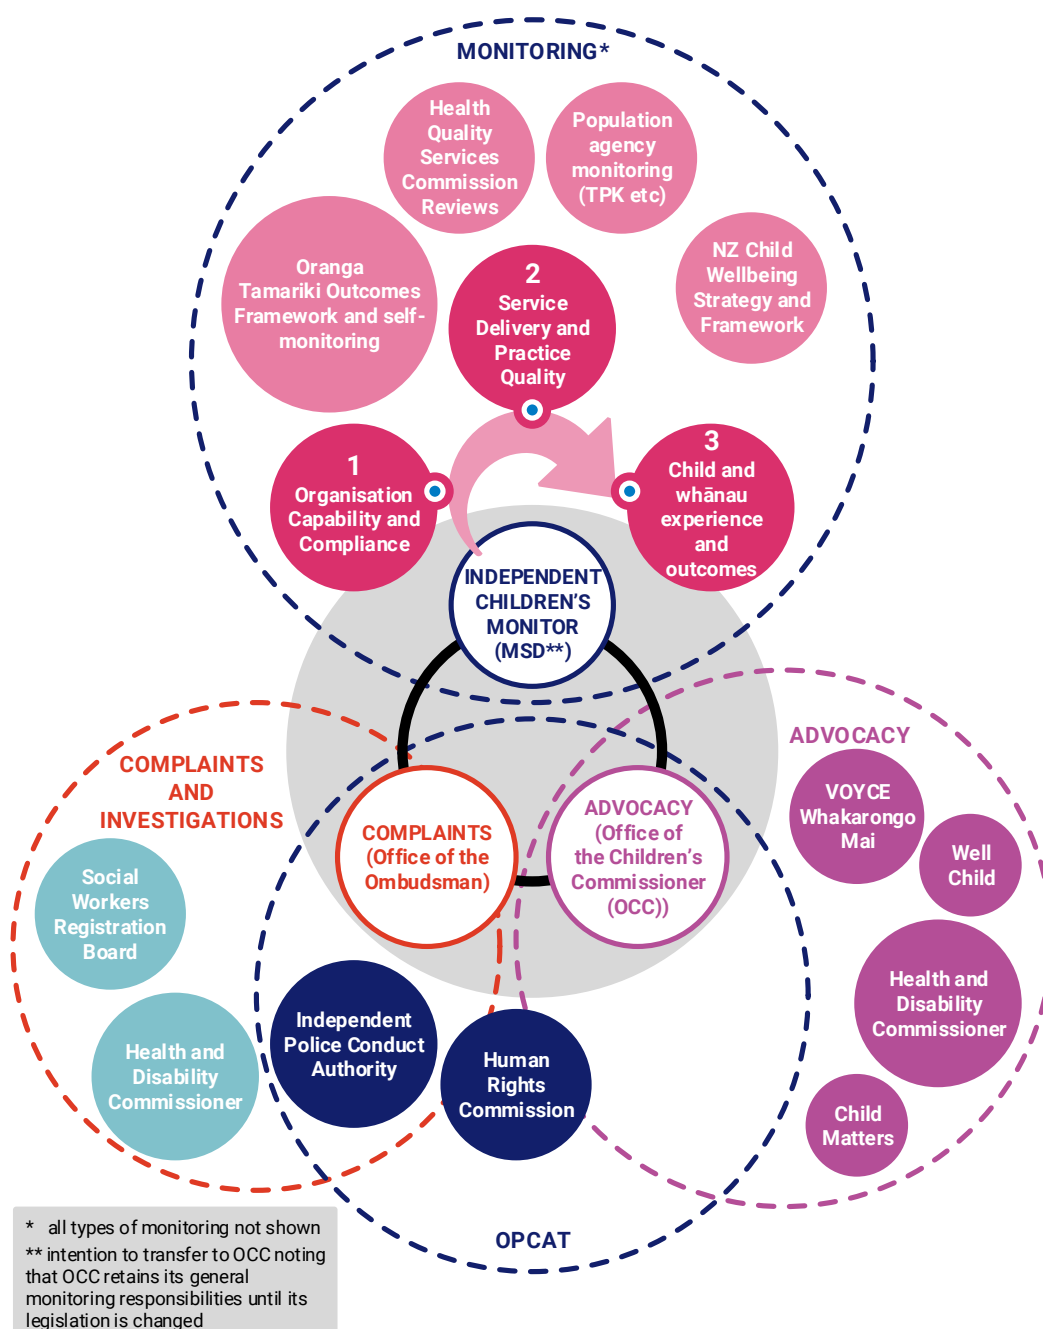 MONITORING*
Health
Quality
Services
Commission
Reviews
Population
agency
monitoring
(TPK etc)
NZ Child
Wellbeing
Strategy and
Framework
Oranga
Tamariki Outcomes
Framework and self-
monitoring
2
Service
Delivery and
Practice
Quality
1
Organisation
Capability and
Compliance
3
Child and
whānau
experience
and
outcomes
INDEPENDENT
CHILDREN'S
MONITOR
(MSD**)
COMPLAINTS
AND
INVESTIGATIONS
COMPLAINTS
(Office of the
Ombudsman)
ADVOCACY
(Office of
the Children's
Commissioner
(OCC))
ADVOCACY
VOYCE
Whakarongo
Mai
Well
Child
Health and
Disability
Commissioner
Child
Matters
Social
Workers
Registration
Board
Health and
Disability
Commissioner
Independent
Police Conduct
Authority
Human
Rights
Commission
OPCAT
* all types of monitoring not shown
** intention to transfer to OCC noting
that OCC retains its general
monitoring responsibilities until its
legislation is changed